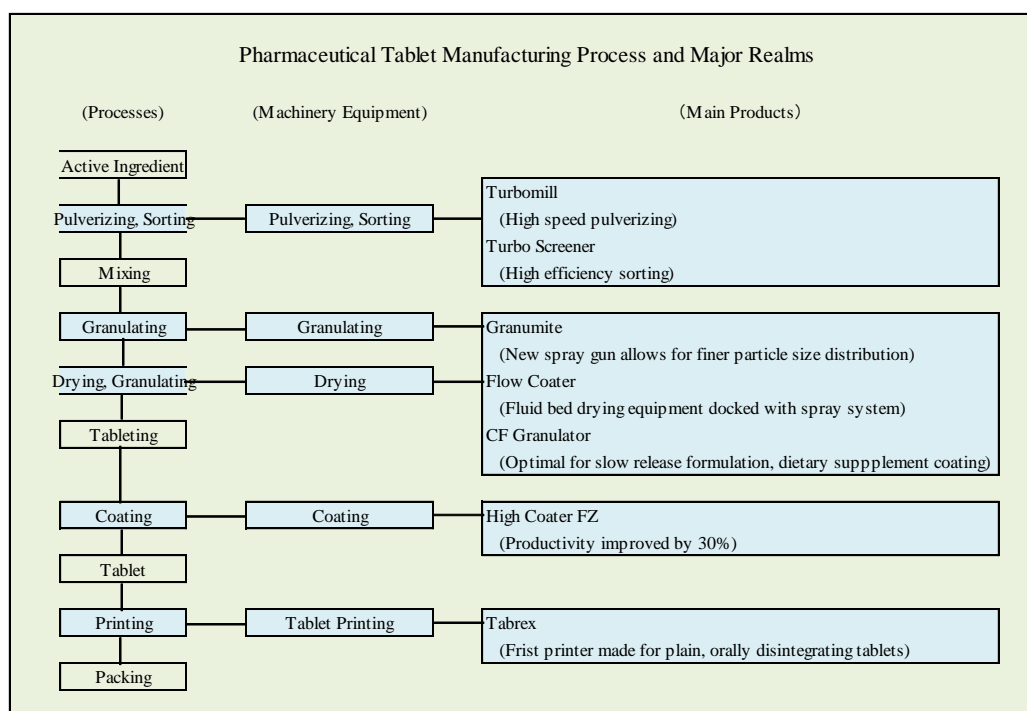 Pharmaceutical Tablet Manufacturing Process and Major Realms
(Processes) (Machinery Equipment) (Main Products)
Active Ingredient
Pulverizing, Sorting Pulverizing, Sorting Turbomill
(High speed pulverizing)
Turbo Screener
Mixing (High efficiency sorting)
Granulating Granulating Granumite
(New spray gun allows for finer particle size distribution)
Drying, Granulating Drying Flow Coater
(Fluid bed drying equipment docked with spray system)
Tableting CF Granulator
(Optimal for slow release formulation, dietary suppplement coating)
Coating Coating High Coater FZ
(Productivity improved by 30%)
Tablet
Printing Tablet Printing Tabrex
(Frist printer made for plain, orally disintegrating tablets)
Packing